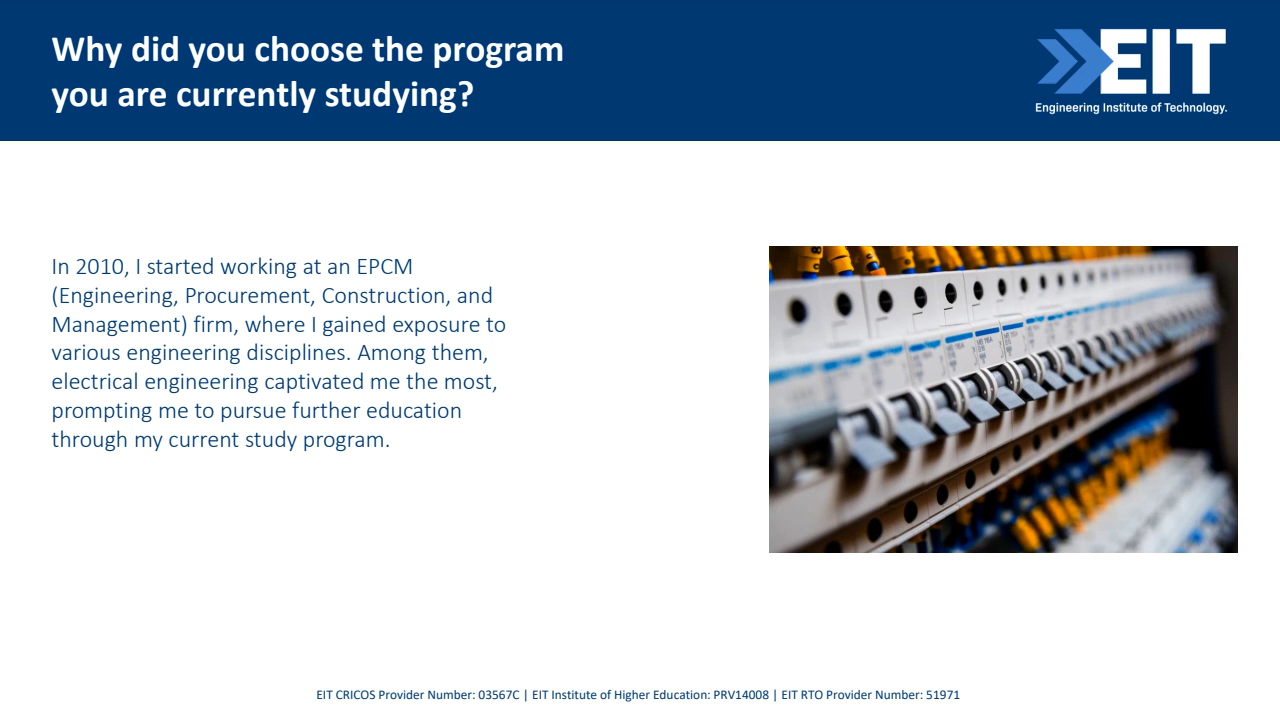 Why did you choose the program
you are currently studying?
EIT
Engineering Institute of Technology.
In 2010, I started working at an EPCM
(Engineering, Procurement, Construction, and
Management) firm, where I gained exposure to
various engineering disciplines. Among them,
electrical engineering captivated me the most,
prompting me to pursue further education
through my current study program.
EIT CRICOS Provider Number: 03567C | EIT Institute of Higher Education: PRV14008 | EIT RTO Provider Number: 51971